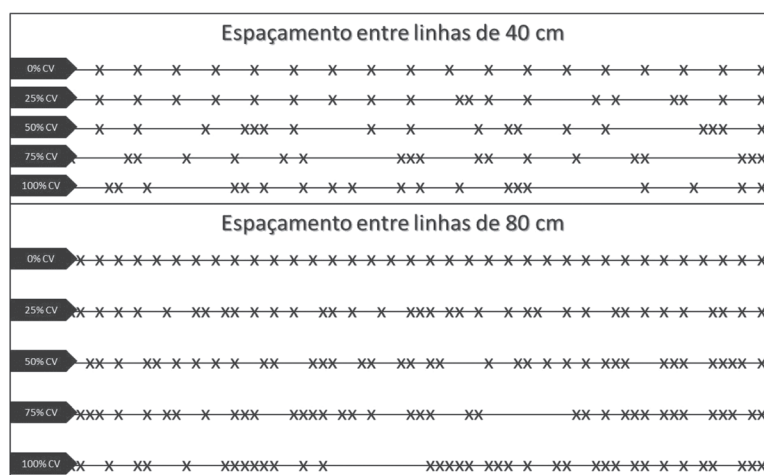 Espaçamento entre linhas de 40 cm
0% CV
25% CV
50% CV
75% CV
100% CV
Espaçamento entre linhas de 80 cm
0% CV
25% CV
50% CV
75% CV
100% CV